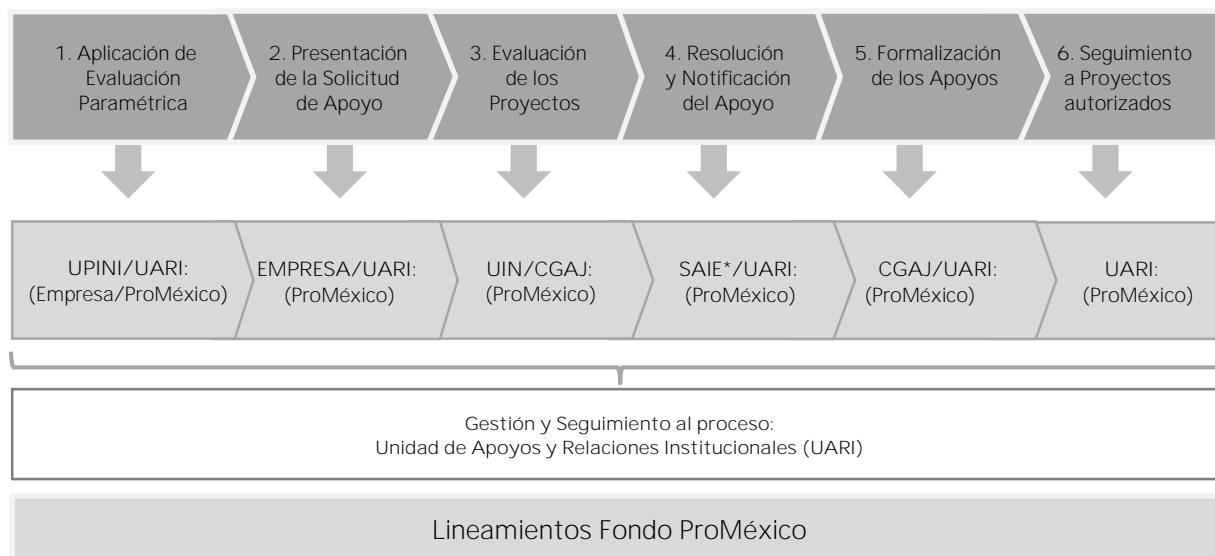 1. Aplicación de
Evaluación
Paramétrica
2. Presentación
de la Solicitud
de Apoyo
3. Evaluación
de los
Proyectos
4. Resolución
y Notificación
del Apoyo
5. Formalización
de los Apoyos
6. Seguimiento
a Proyectos
autorizados
UPINI/UARI:
(Empresa/ProMéxico)
EMPRESA/UARI:
(ProMéxico)
UIN/CGAJ:
(ProMéxico)
SAIE*/UARI:
(ProMéxico)
CGAJ/UARI:
(ProMéxico)
UARI:
(ProMéxico)
Gestión y Seguimiento al proceso:
Unidad de Apoyos y Relaciones Institucionales (UARI)
Lineamientos Fondo ProMéxico